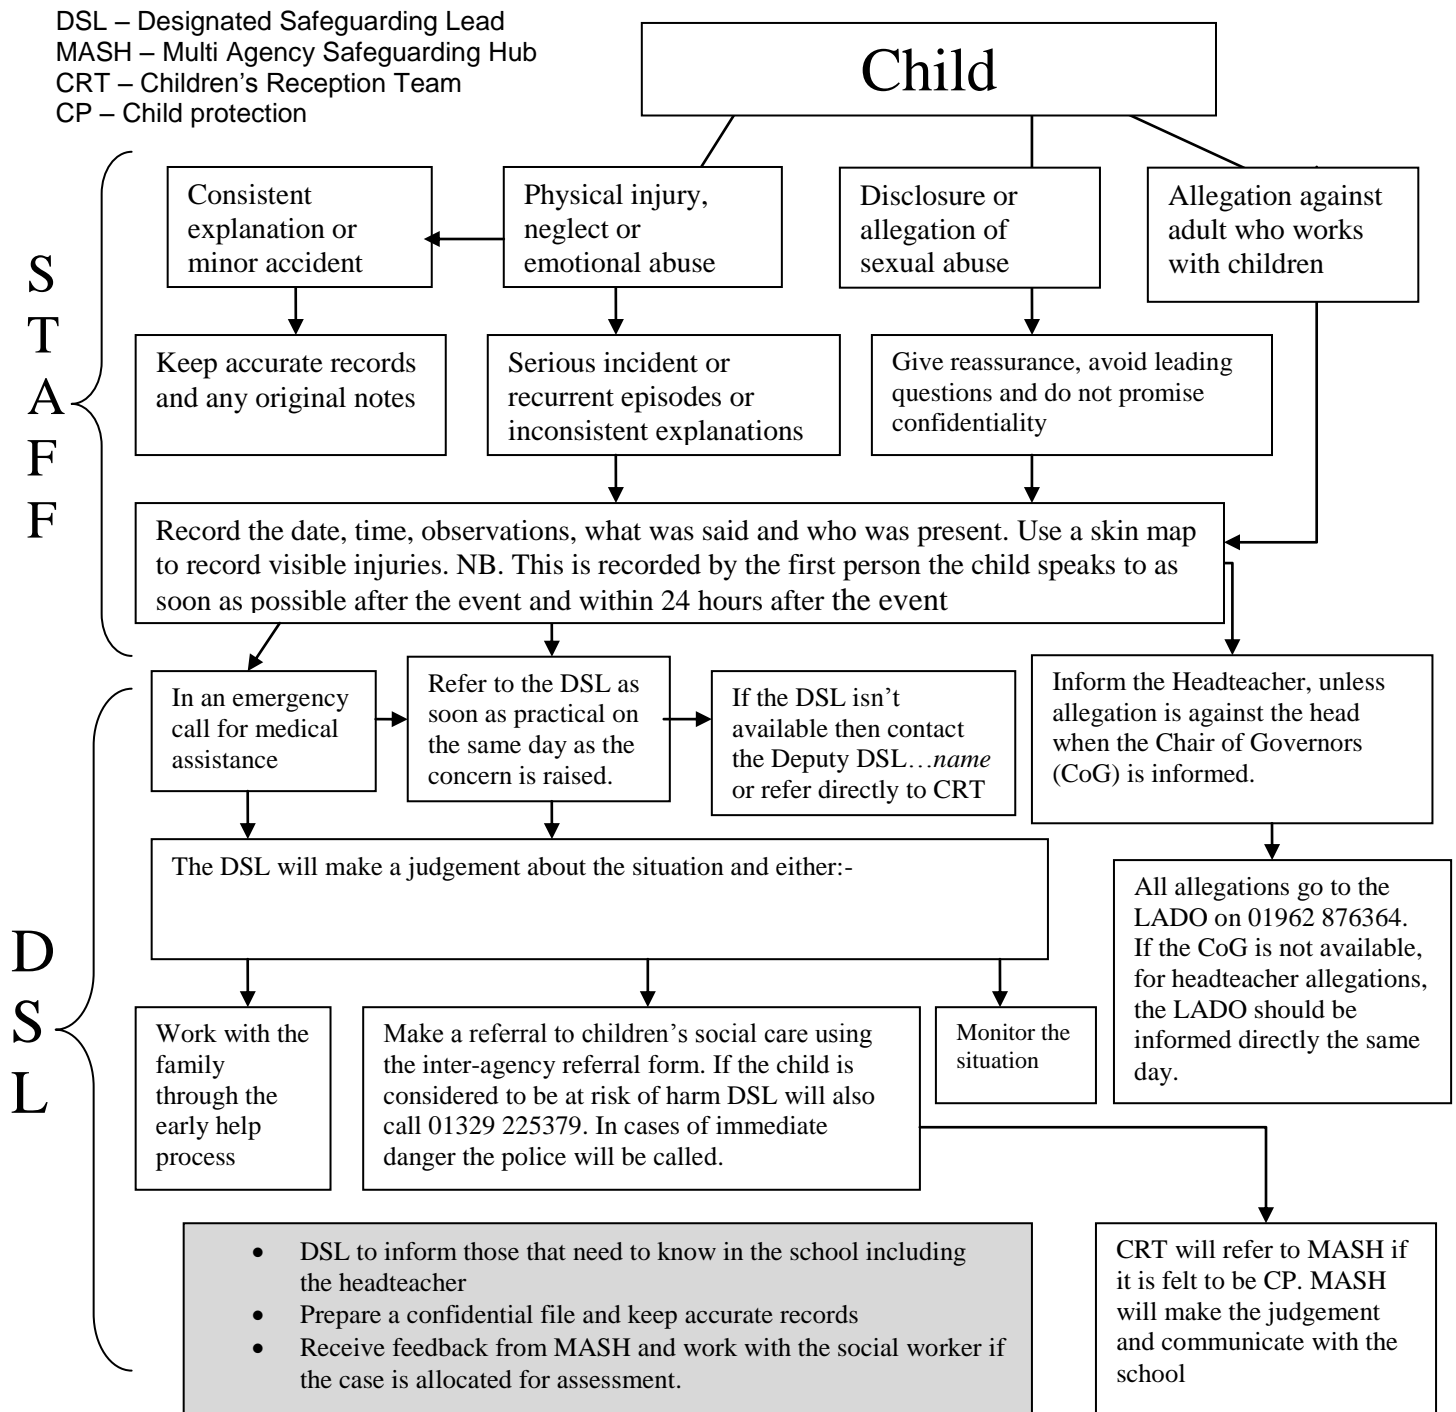 DSL – Designated Safeguarding Lead
MASH – Multi Agency Safeguarding Hub
CRT – Children's Reception Team
CP – Child protection
Child
S
T
A
F
F
Consistent
explanation or
minor accident
Physical injury,
neglect or
emotional abuse
Disclosure or
allegation of
sexual abuse
Allegation against
adult who works
with children
Keep accurate records
and any original notes
Serious incident or
recurrent episodes or
inconsistent explanations
Give reassurance, avoid leading
questions and do not promise
confidentiality
Record the date, time, observations, what was said and who was present. Use a skin map
to record visible injuries. NB. This is recorded by the first person the child speaks to as
soon as possible after the event and within 24 hours after the event
D
S
L
In an emergency
call for medical
assistance
Refer to the DSL as
soon as practical on
the same day as the
concern is raised.
If the DSL isn't
available then contact
the Deputy DSL…name
or refer directly to CRT
Inform the Headteacher, unless
allegation is against the head
when the Chair of Governors
(CoG) is informed.
The DSL will make a judgement about the situation and either:-
All allegations go to the
LADO on 01962 876364.
If the CoG is not available,
for headteacher allegations,
the LADO should be
informed directly the same
day.
Work with the
family
through the
early help
process
Make a referral to children's social care using
the inter-agency referral form. If the child is
considered to be at risk of harm DSL will also
call 01329 225379. In cases of immediate
danger the police will be called.
Monitor the
situation
• DSL to inform those that need to know in the school including
the headteacher
• Prepare a confidential file and keep accurate records
• Receive feedback from MASH and work with the social worker if
the case is allocated for assessment.
CRT will refer to MASH if
it is felt to be CP. MASH
will make the judgement
and communicate with the
school